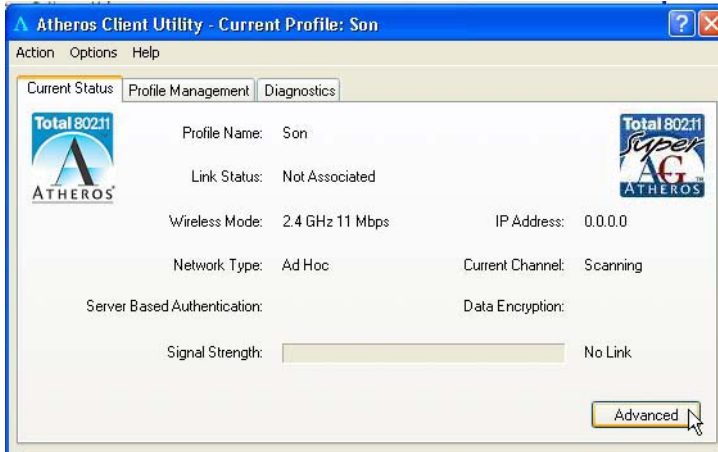 Atheros Client Utility - Current Profile: Son
Action Options Help
Current Status Profile Management Diagnostics
Total 802.11
ATHEROS
Total 802.11
Super
AG
ATHEROS
Profile Name: Son
Link Status: Not Associated
Wireless Mode: 2.4 GHz 11 Mbps IP Address: 0.0.0.0
Network Type: Ad Hoc Current Channel: Scanning
Server Based Authentication: Data Encryption:
Signal Strength: No Link
Advanced